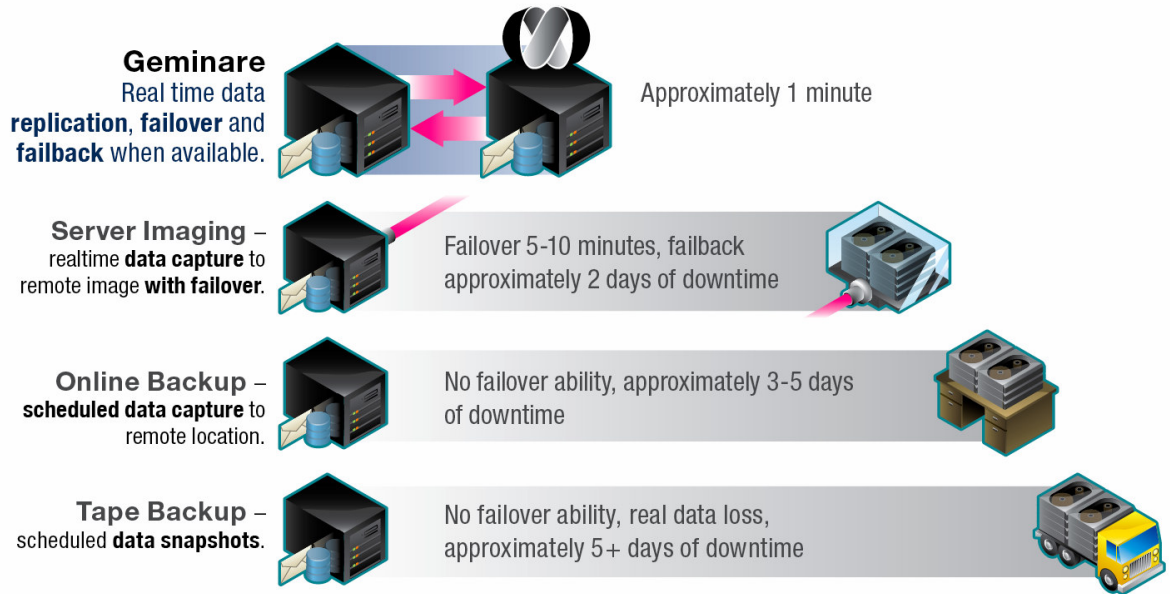 Geminare
Real time data
replication, failover and
failback when available.
Approximately 1 minute
Server Imaging –
realtime data capture to
remote image with failover.
Failover 5-10 minutes, failback
approximately 2 days of downtime
Online Backup –
scheduled data capture to
remote location.
No failover ability, approximately 3-5 days
of downtime
Tape Backup –
scheduled data snapshots.
No failover ability, real data loss,
approximately 5+ days of downtime